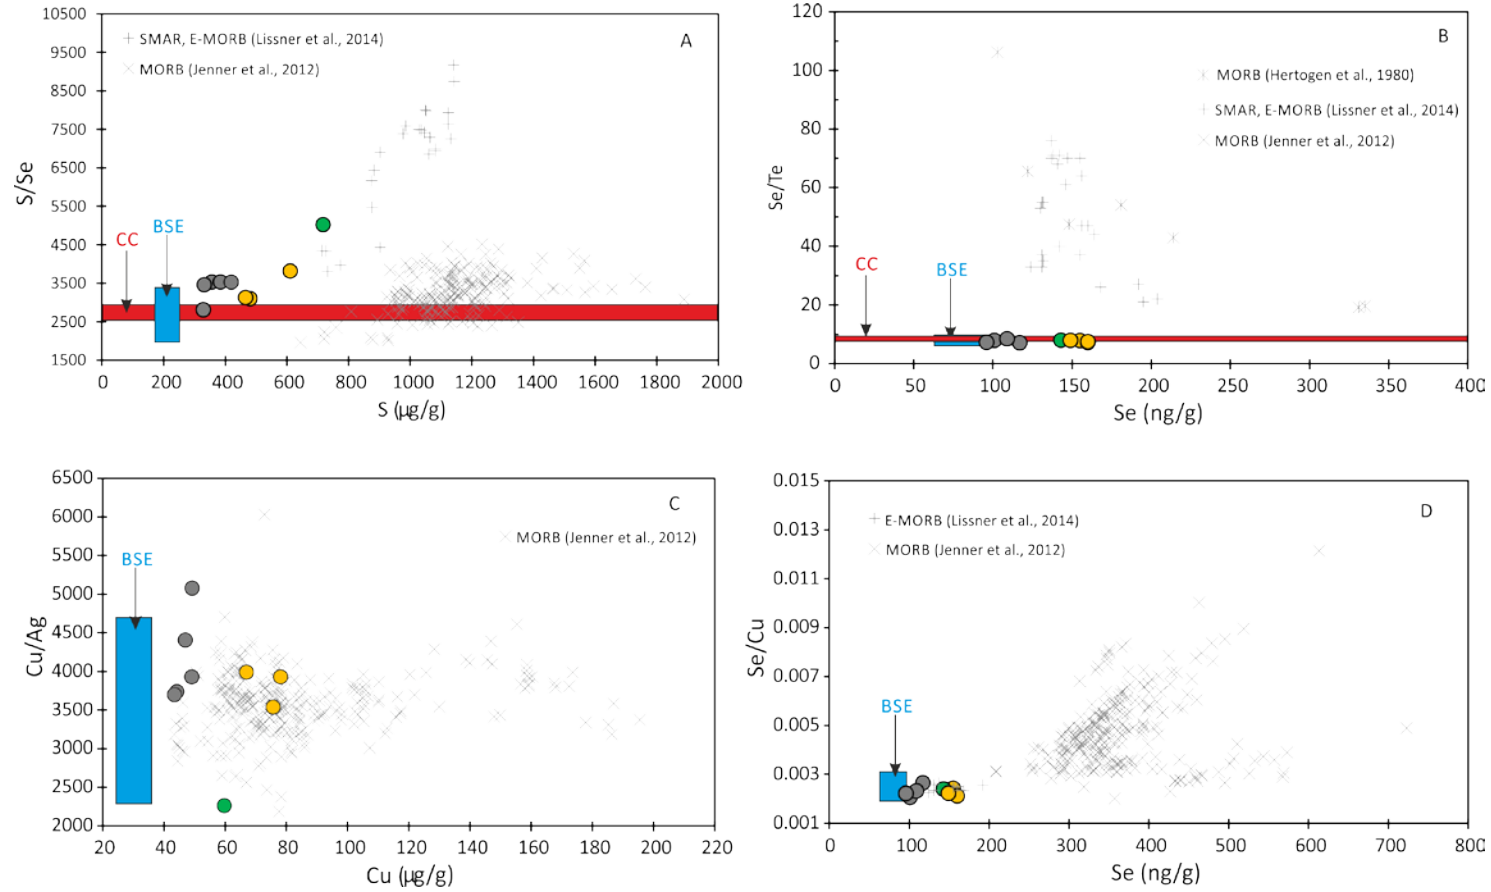 10500
9500
8500
7500
6500
5500
4500
3500
2500
1500
S/Se
SMAR, E-MORB (Lissner et al., 2014)
MORB (Jenner et al., 2012)
A
CC
BSE
0 200 400 600 800 1000 1200 1400 1600 1800 2000
S (µg/g)
120
100
80
60
40
20
0
Se/Te
B
MORB (Hertogen et al., 1980)
SMAR, E-MORB (Lissner et al., 2014)
MORB (Jenner et al., 2012)
CC
BSE
0 50 100 150 200 250 300 350 400
Se (ng/g)
6500
6000
5500
5000
4500
4000
3500
3000
2500
2000
Cu/Ag
C
MORB (Jenner et al., 2012)
BSE
20 40 60 80 100 120 140 160 180 200 220
Cu (µg/g)
0.015
0.013
0.011
0.009
0.007
0.005
0.003
0.001
Se/Cu
D
E-MORB (Lissner et al., 2014)
MORB (Jenner et al., 2012)
BSE
0 100 200 300 400 500 600 700 800
Se (ng/g)